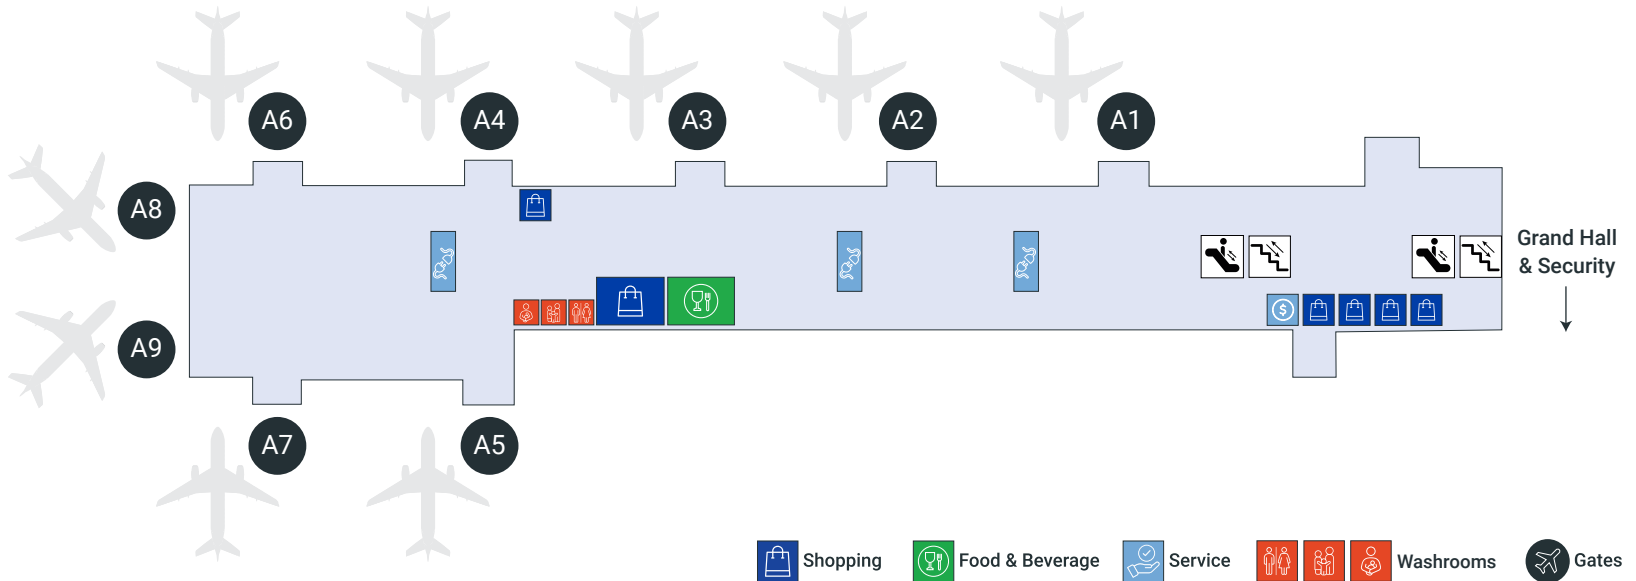 A6
A4
A3
A2
A1
A8
Grand Hall
& Security
$
A9
A7
A5
Shopping
Food & Beverage
Service
Washrooms
Gates